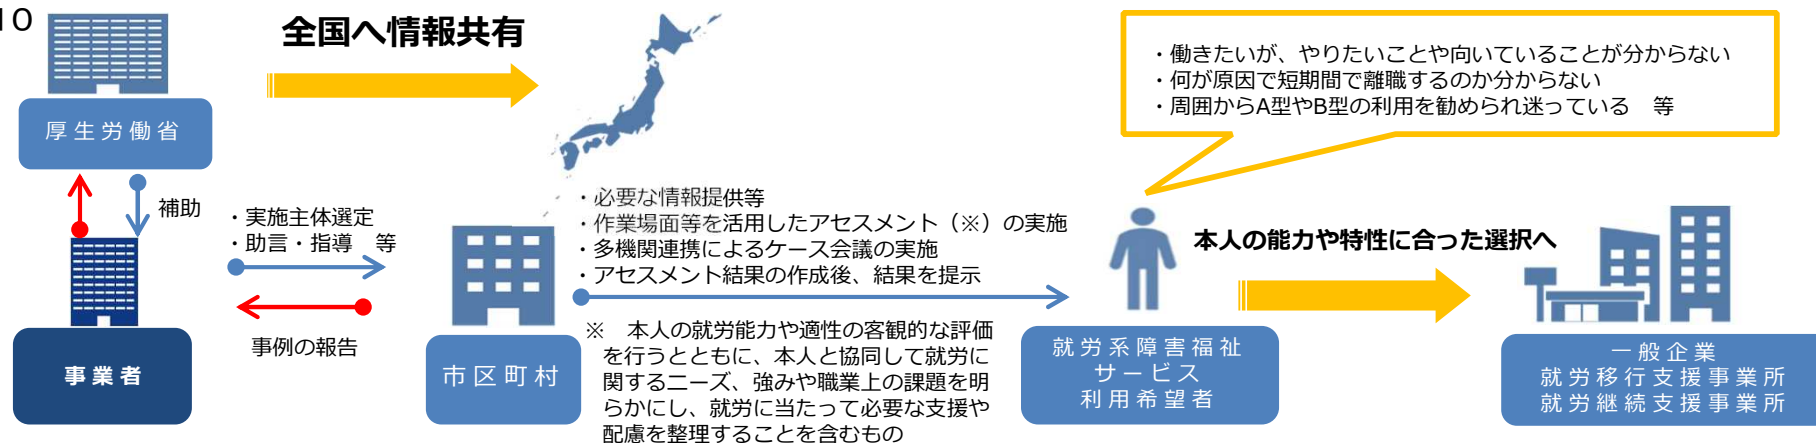 10
全国へ情報共有
厚生労働省
補助
・実施主体選定
・助言・指導　等
事例の報告
事業者
市区町村
・必要な情報提供等
・作業場面等を活用したアセスメント（※）の実施
・多機関連携によるケース会議の実施
・アセスメント結果の作成後、結果を提示
※　本人の就労能力や適性の客観的な評価
を行うとともに、本人と協同して就労に
関するニーズ、強みや職業上の課題を明
らかにし、就労に当たって必要な支援や
配慮を整理することを含むもの
・働きたいが、やりたいことや向いていることが分からない
・何が原因で短期間で離職するのか分からない
・周囲からA型やB型の利用を勧められ迷っている　等
就労系障害福祉
サービス
利用希望者
本人の能力や特性に合った選択へ
一般企業
就労移行支援事業所
就労継続支援事業所